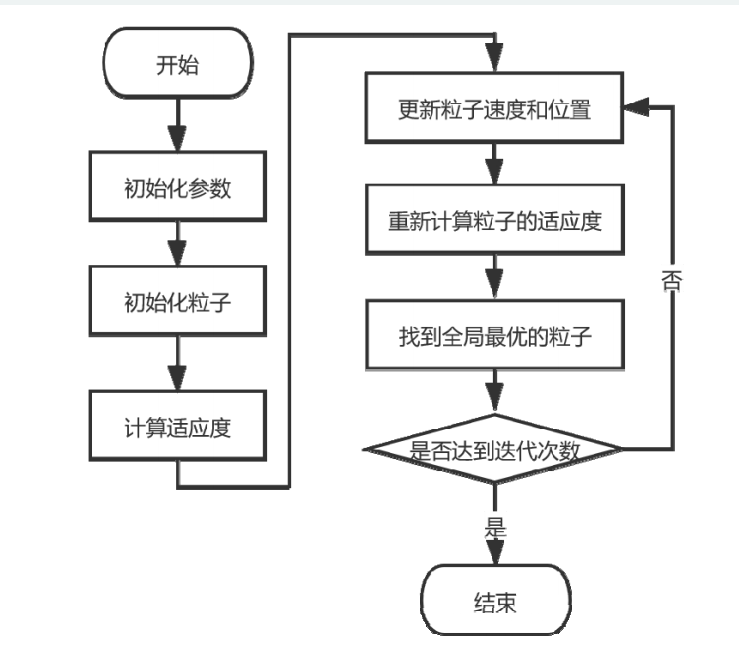 开始
初始化参数
初始化粒子
计算适应度
更新粒子速度和位置
重新计算粒子的适应度
找到全局最优的粒子
是否达到迭代次数
否
是
结束